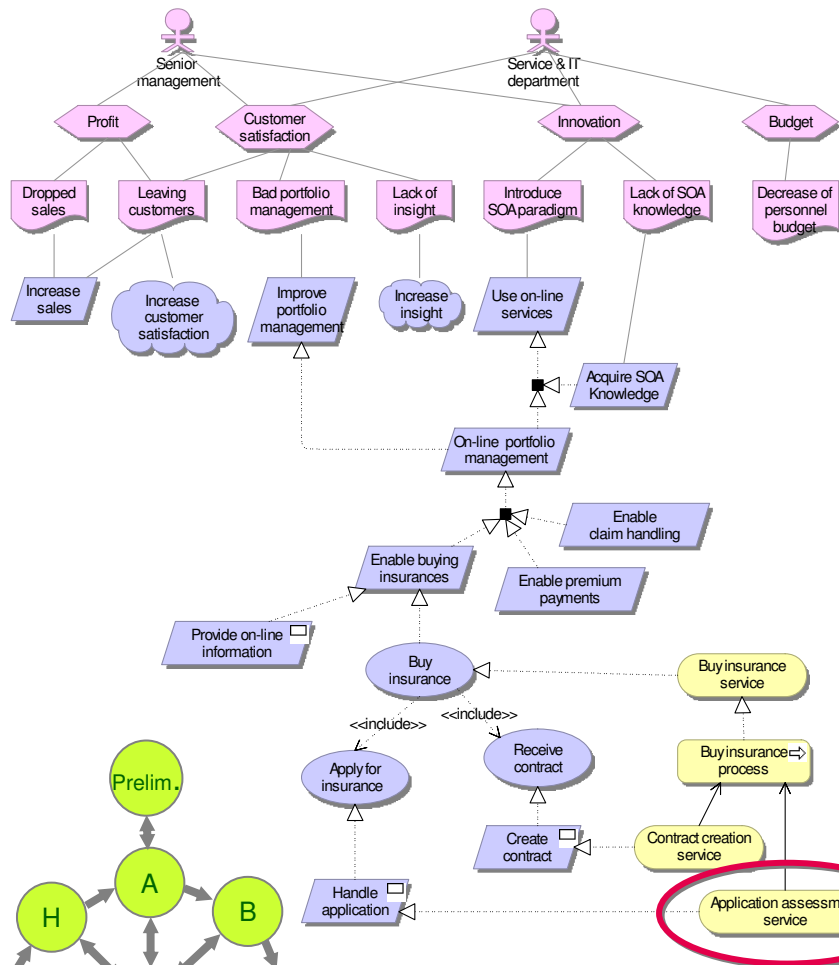 Senior
management
Service & IT
department
Profit
Customer
satisfaction
Innovation
Budget
Dropped
sales
Leaving
customers
Bad portfolio
management
Lack of
insight
Introduce
SOA paradigm
Lack of SOA
knowledge
Decrease of
personnel
budget
Increase
sales
Increase
customer
satisfaction
Improve
portfolio
management
Increase
insight
Use on-line
services
Acquire SOA
Knowledge
On-line portfolio
management
Enable
claim handling
Enable buying
insurances
Enable premium
payments
Provide on-line
information
Buy
insurance
Buy insurance
service
<<include>>
<<include>>
Receive
contract
Buy insurance
process
Apply for
insurance
Prelim.
Create
contract
Contract creation
service
A
Handle
application
H
B
Application assessm
service